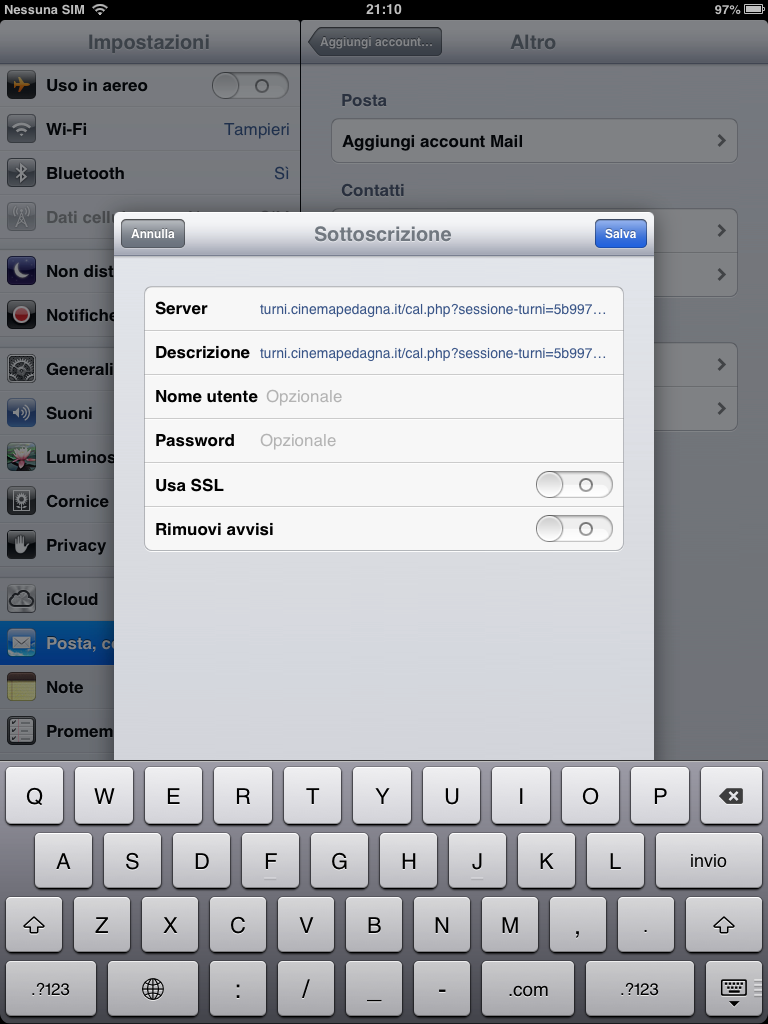 Nessuna SIM 21:10 97%
Impostazioni
Aggiungi account... Altro
Uso in aereo
Wi-Fi Tampieri
Bluetooth Sì
Dati cell
Non dist
Notifiche
Generali
Suoni
Luminos
Cornice
Privacy
iCloud
Posta, co
Note
Promem
Posta
Aggiungi account Mail
Contatti
Annulla Sottoscrizione Salva
Server turni.cinemapedagna.it/cal.php?sessione-turni=5b997...
Descrizione turni.cinemapedagna.it/cal.php?sessione-turni=5b997...
Nome utente Opzionale
Password Opzionale
Usa SSL
Rimuovi avvisi
Q W E R T Y U I O P
A S D F G H J K L invio
Z X C V B N M , .
.?123 : / _ - .com .?123